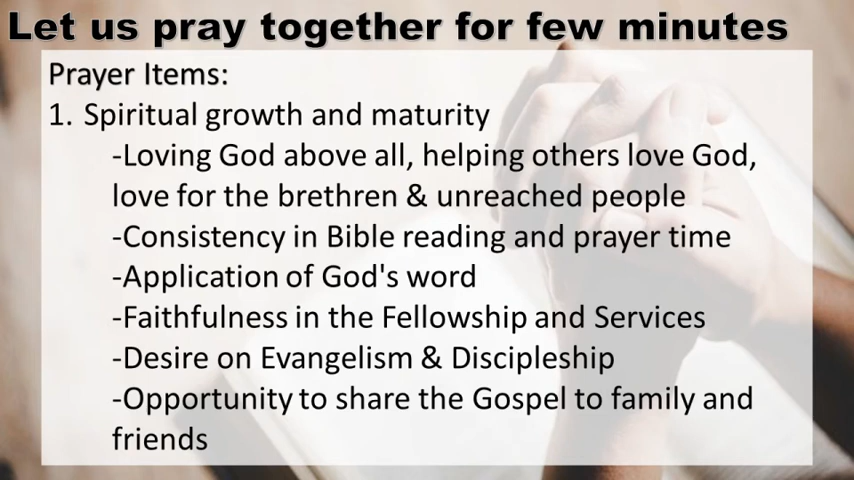 Let us pray together for few minutes
Prayer Items:
1. Spiritual growth and maturity
-Loving God above all, helping others love God,
love for the brethren & unreached people
-Consistency in Bible reading and prayer time
-Application of God's word
-Faithfulness in the Fellowship and Services
-Desire on Evangelism & Discipleship
-Opportunity to share the Gospel to family and
friends